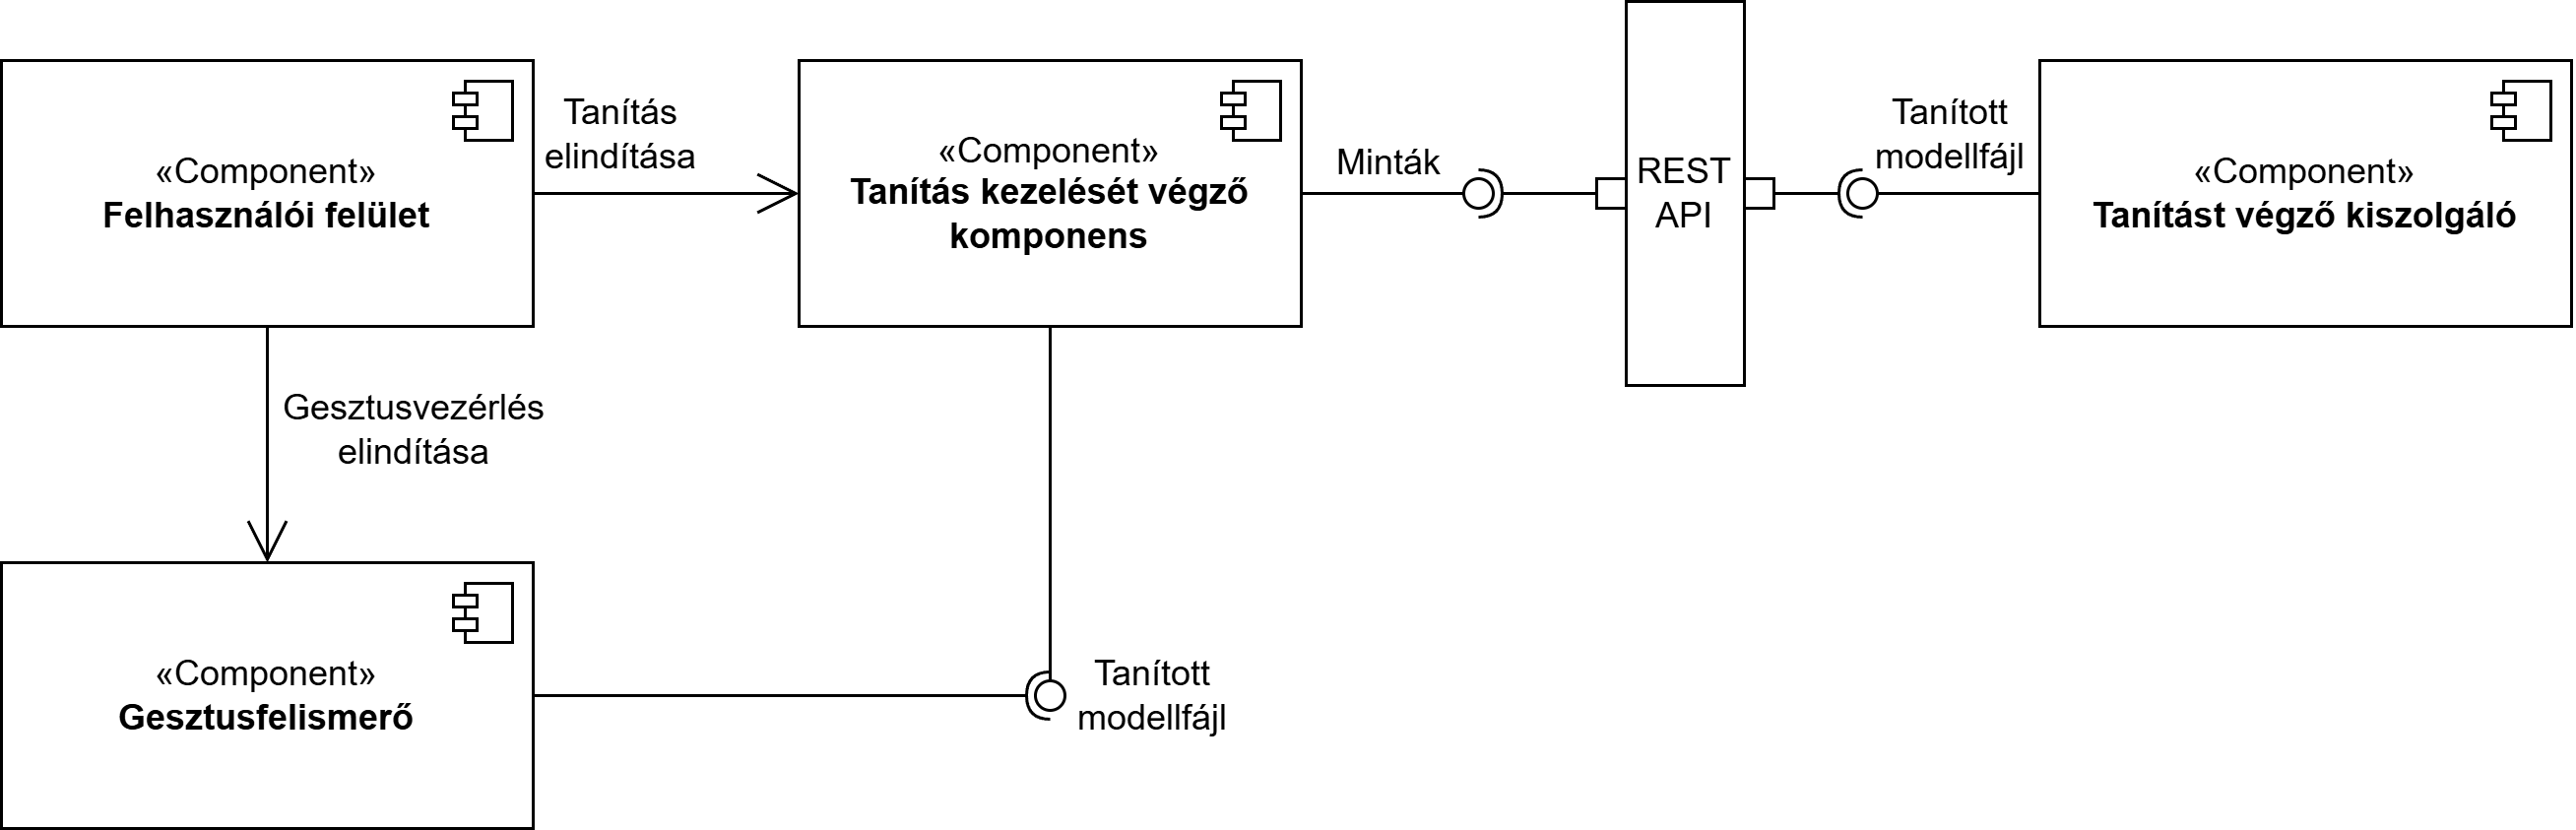 «Component»
Felhasználói felület
Tanítás
elindítása
«Component»
Tanítás kezelését végző
komponens
Minták
REST
API
Tanított
modellfájl
«Component»
Tanítást végző kiszolgáló
Gesztusvezérlés
elindítása
«Component»
Gesztusfelismerő
Tanított
modellfájl